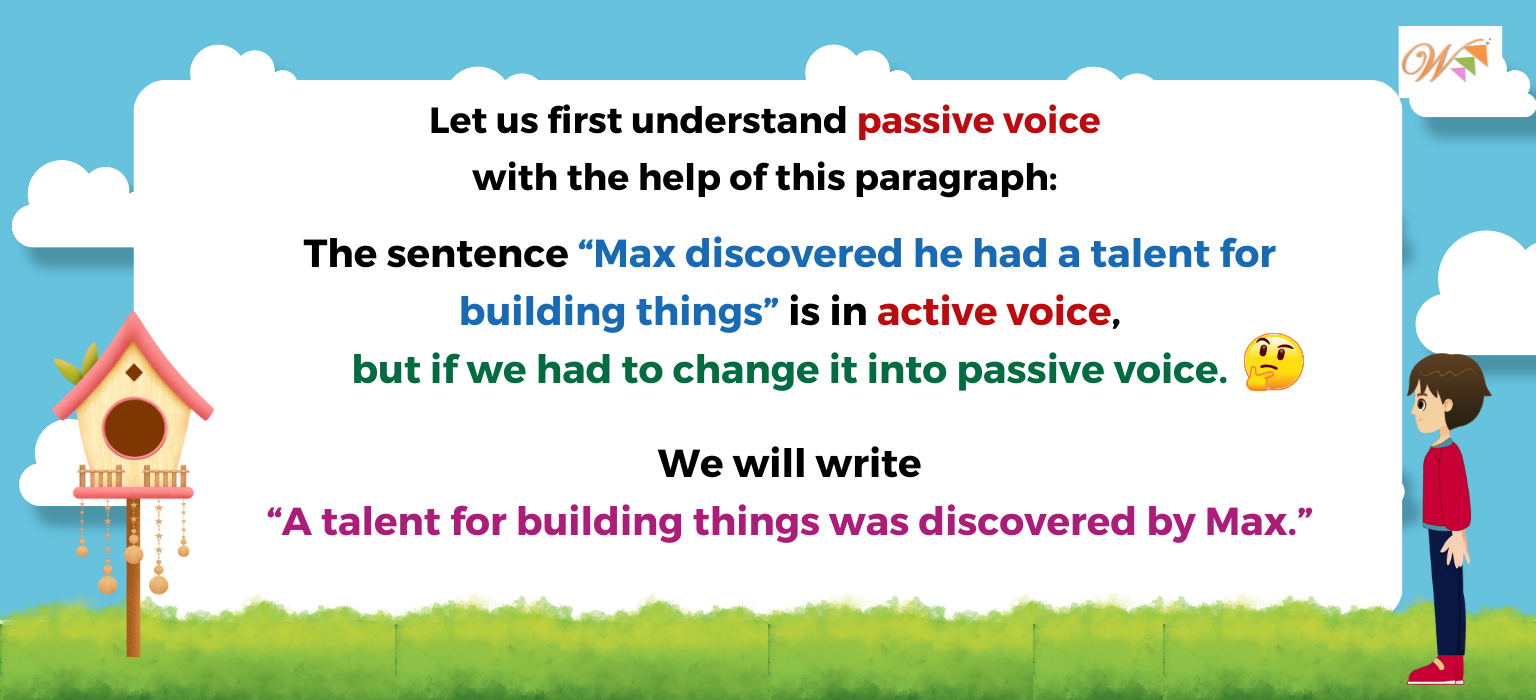 Let us first understand passive voice
with the help of this paragraph:
The sentence “Max discovered he had a talent for
building things” is in active voice,
but if we had to change it into passive voice.
We will write
“A talent for building things was discovered by Max.”
W